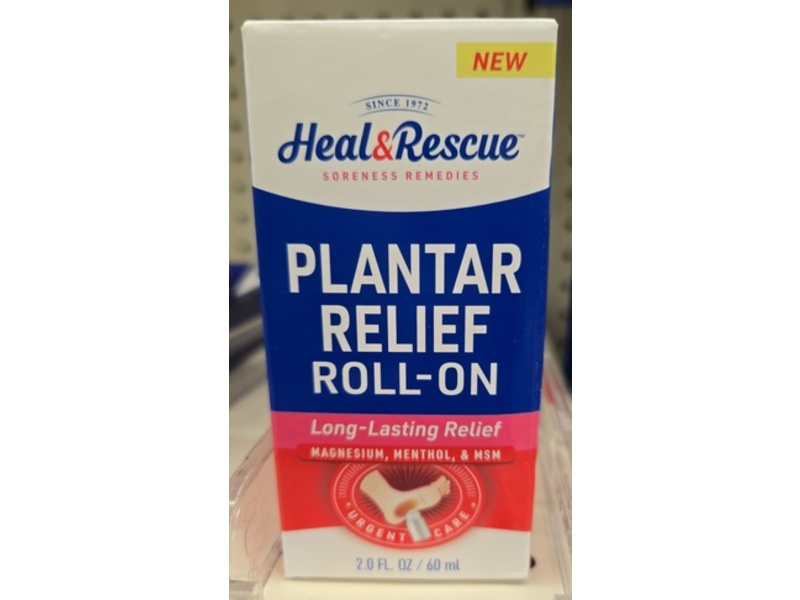 NEW
SINCE 1972
Heal&Rescue™
SORENESS REMEDIES
PLANTAR
RELIEF
ROLL-ON
Long-Lasting Relief
MAGNESIUM, MENTHOL, & MSM
URGENT CARE
2.0 FL. OZ / 60 ml